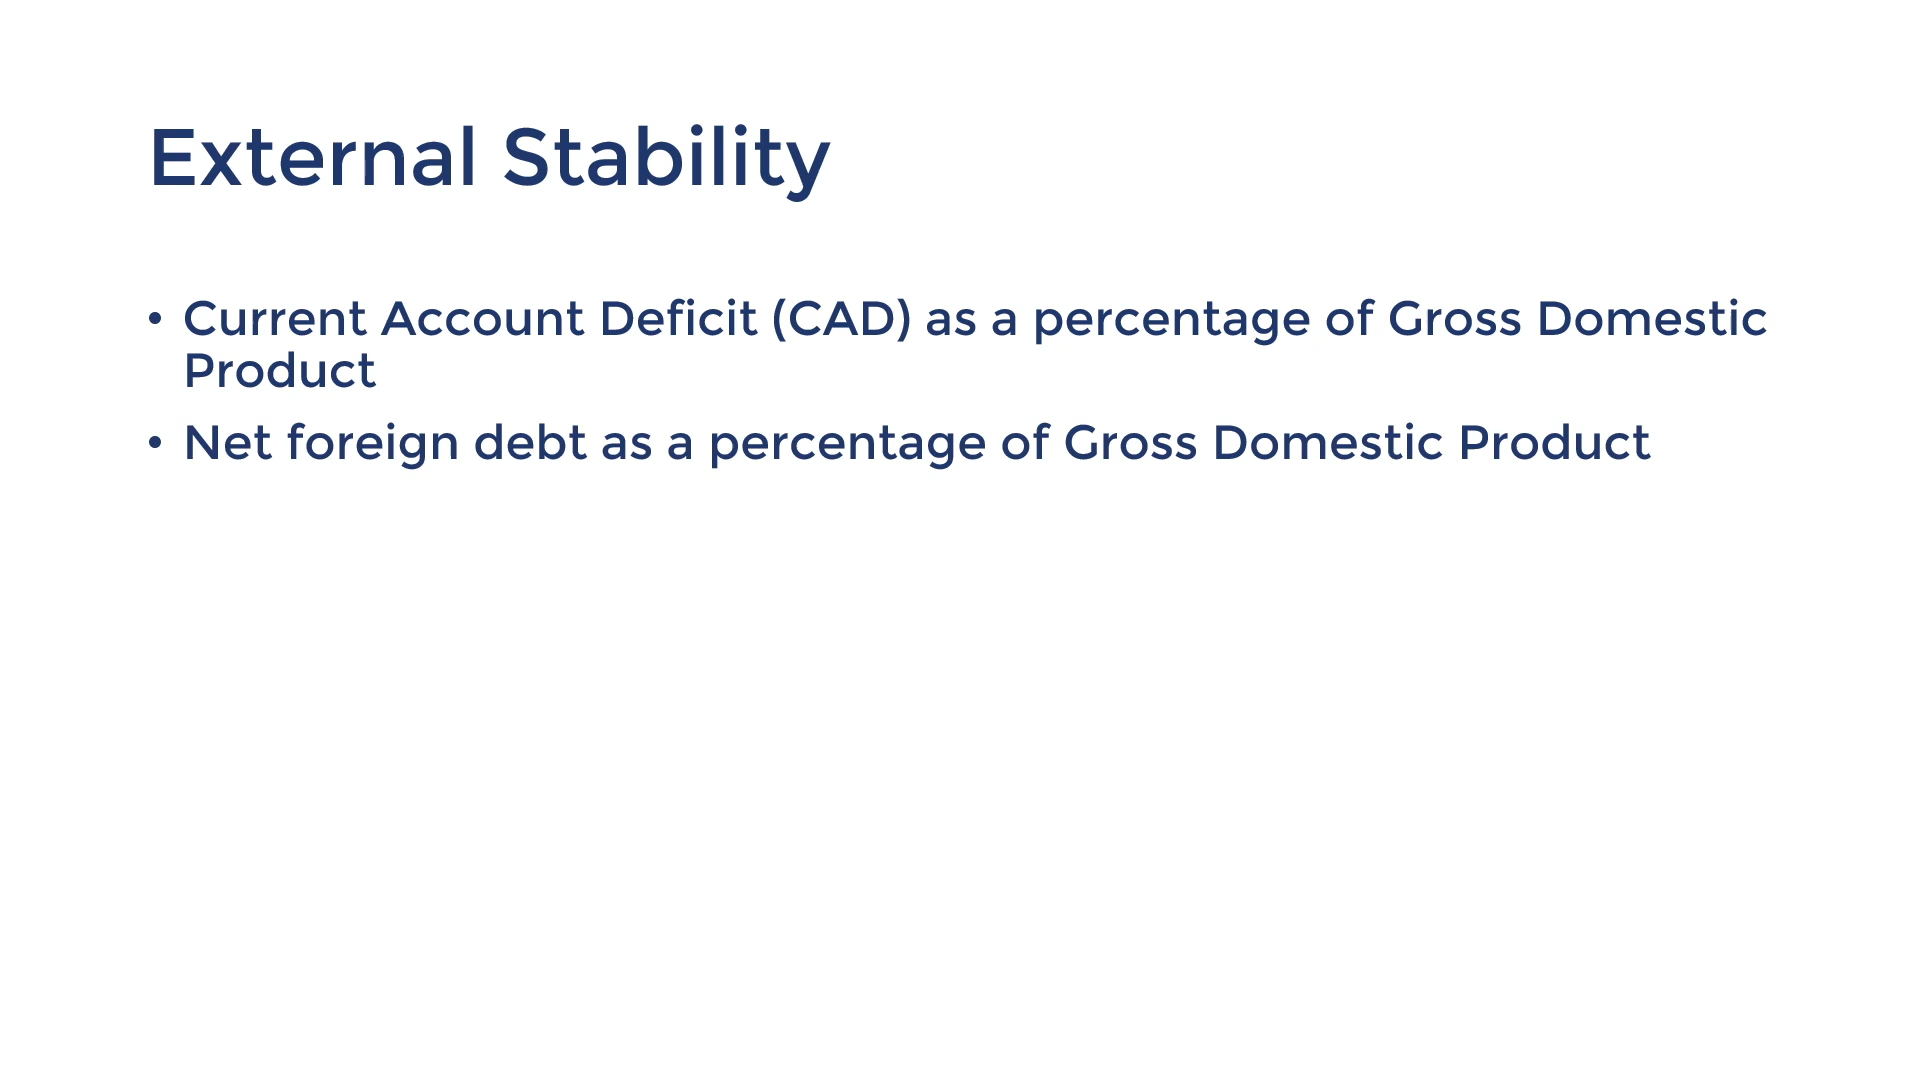 External Stability
• Current Account Deficit (CAD) as a percentage of Gross Domestic
Product
• Net foreign debt as a percentage of Gross Domestic Product